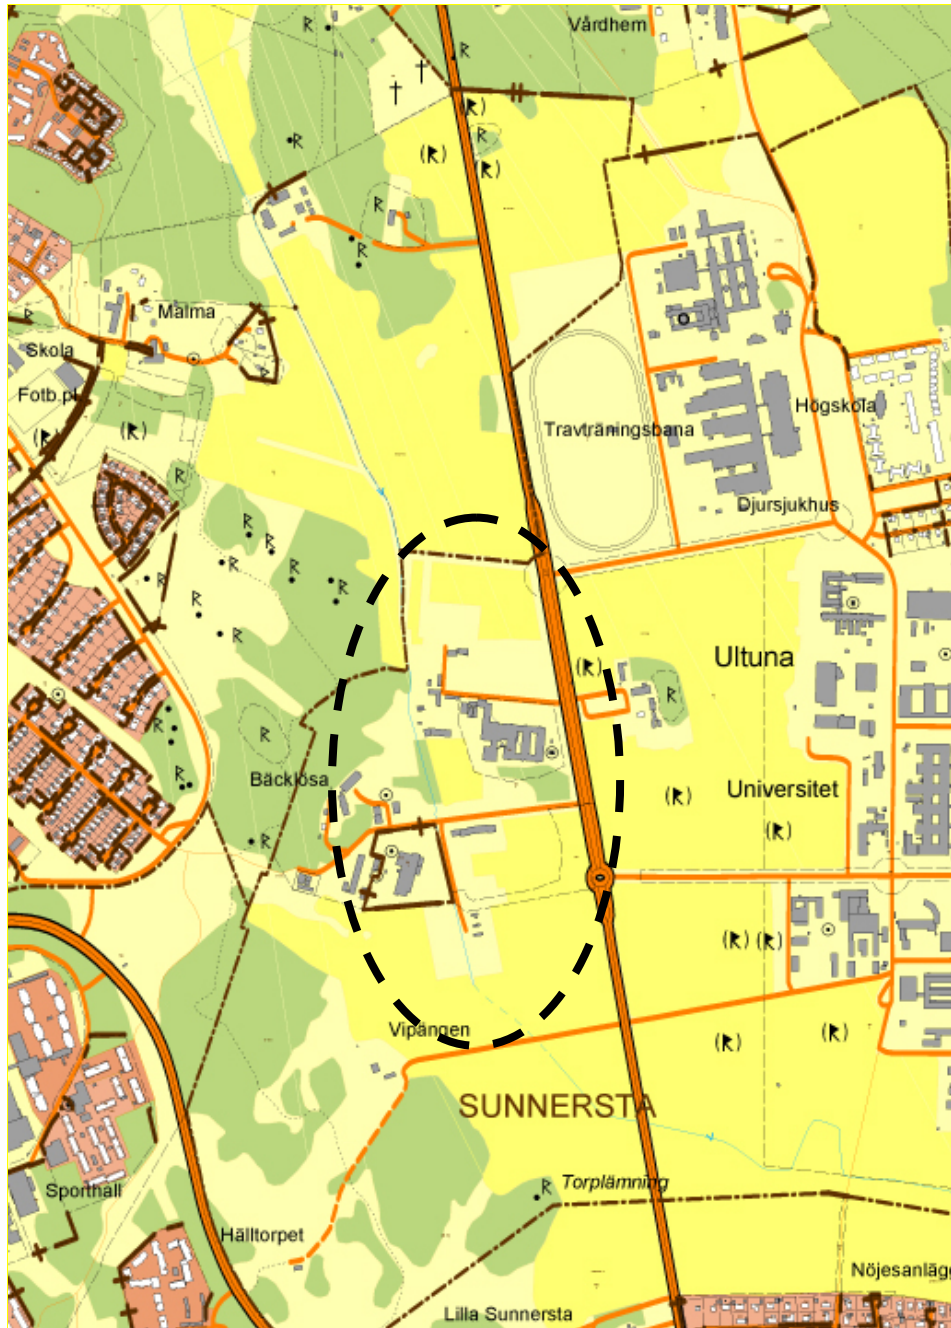 Vårdhem
R
R
(R)
R
(R)
(R)
R
R
R
R
Malma
Skola
Fotb.pl
(R)
(R)
R
Travträningsbana
Högskola
Djursjukhus
R
R
R
R
R
R
R
R
(R)
Ultuna
R
R
R
R
Bäcklösa
Universitet
(R)
(R)
R
(R)
(R)
Vipängen
(R)
(R)
SUNNERSTA
Torplämning
R
Sporthall
Hälltorpet
Nöjesanläg
Lilla Sunnersta